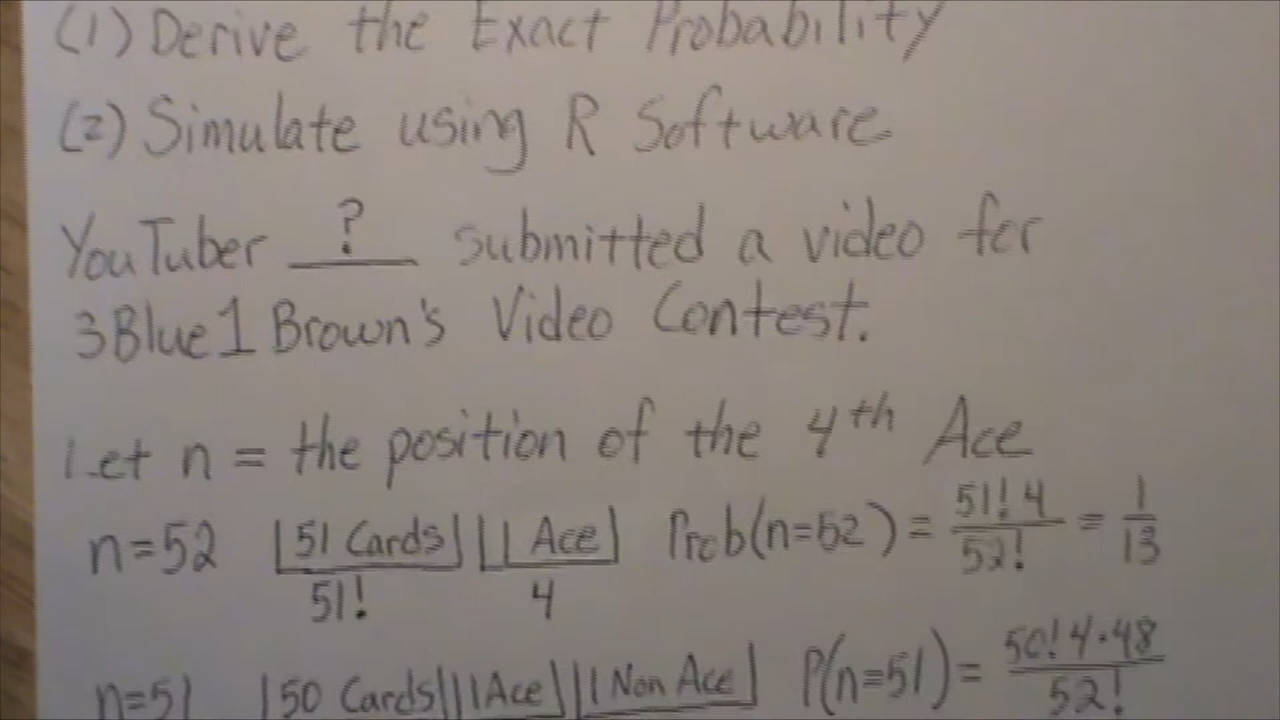 (1) Derive the Exact Probability
(2) Simulate using R Software
YouTuber ? submitted a video for
3Blue1Brown's Video Contest.
Let n = the position of the 4th Ace
n=52 |51 Cards| |1 Ace| Prob(n=52) = 51! 4 / 52! = 1/13
51! 4
n=51 |50 Cards| |1 Ace| |1 Non Ace| P(n=51) = 50! 4·48 / 52!